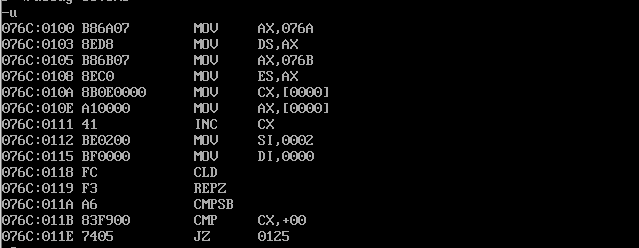 -u
076C:0100 B86A07 MOV AX,076A
076C:0103 8ED8 MOV DS,AX
076C:0105 B86B07 MOV AX,076B
076C:0108 8EC0 MOV ES,AX
076C:010A 8B0E0000 MOV CX,[0000]
076C:010E A10000 MOV AX,[0000]
076C:0111 41 INC CX
076C:0112 BE0200 MOV SI,0002
076C:0115 BF0000 MOV DI,0000
076C:0118 FC CLD
076C:0119 F3 REPZ
076C:011A A6 CMPSB
076C:011B 83F900 CMP CX,+00
076C:011E 7405 JZ 0125